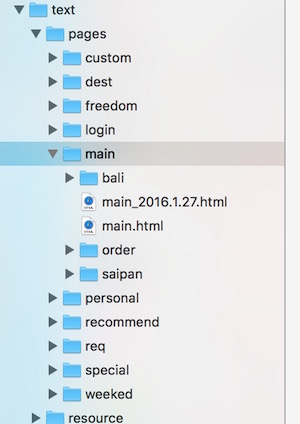 text
pages
custom
dest
freedom
login
main
bali
main_2016.1.27.html
main.html
order
saipan
personal
recommend
req
special
weeked
resource